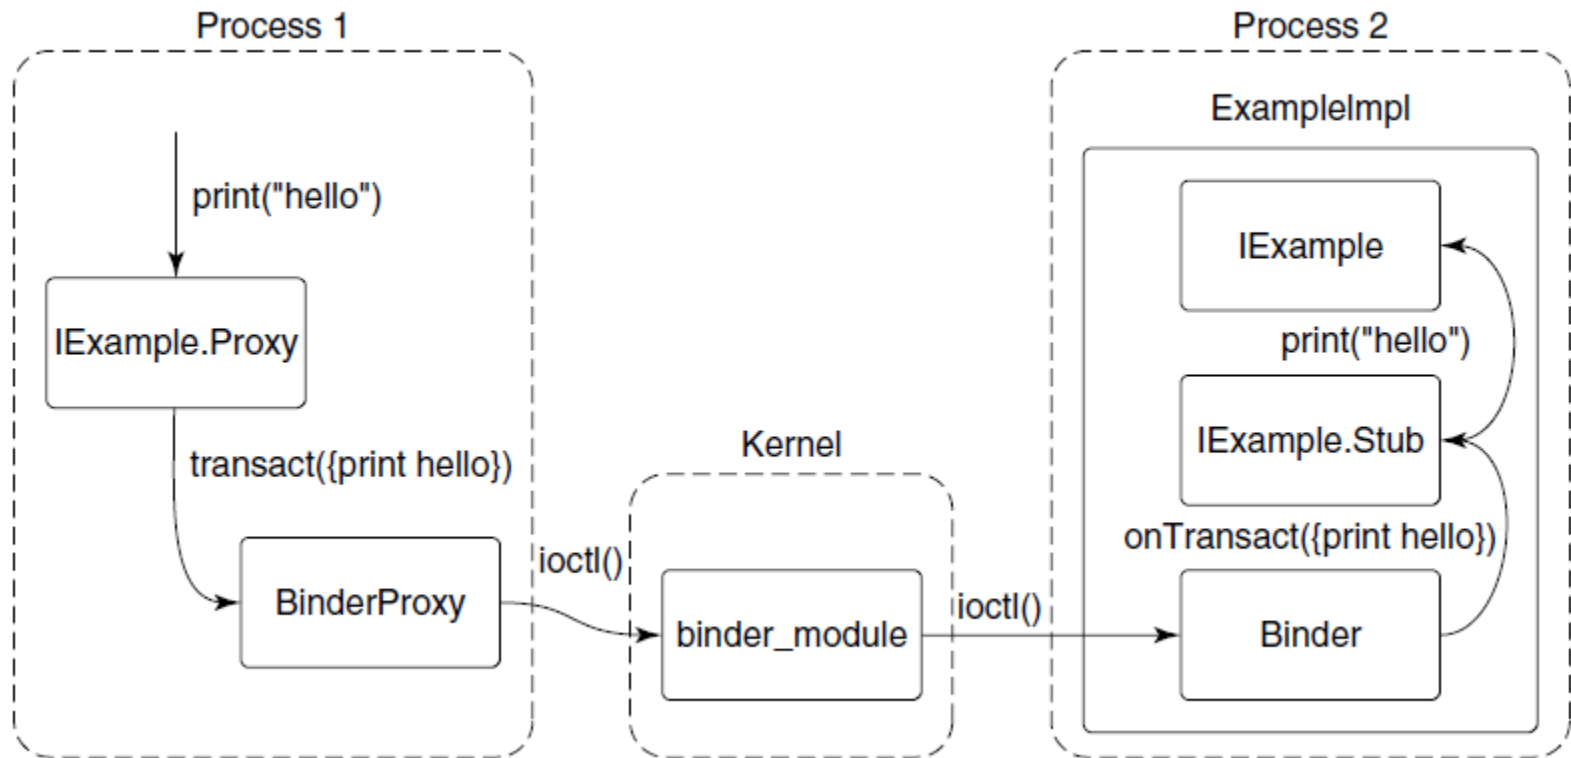 Process 1
print("hello")
IExample.Proxy
transact({print hello})
BinderProxy
ioctl()
Kernel
binder_module
ioctl()
Process 2
ExampleImpl
IExample
print("hello")
IExample.Stub
onTransact({print hello})
Binder